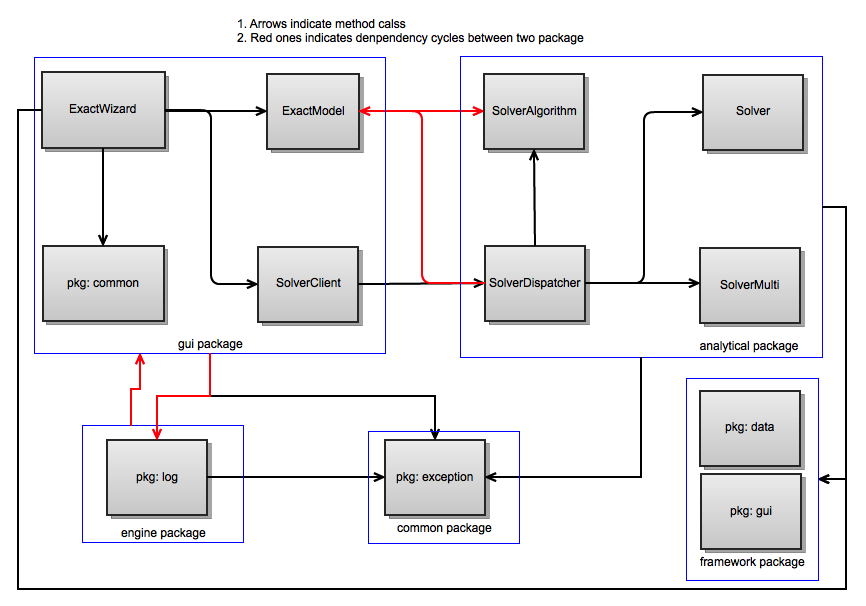 1. Arrows indicate method calss
2. Red ones indicates denpendency cycles between two package
ExactWizard
ExactModel
SolverAlgorithm
Solver
pkg: common
SolverClient
SolverDispatcher
SolverMulti
gui package
analytical package
pkg: log
pkg: exception
pkg: data
pkg: gui
engine package
common package
framework package